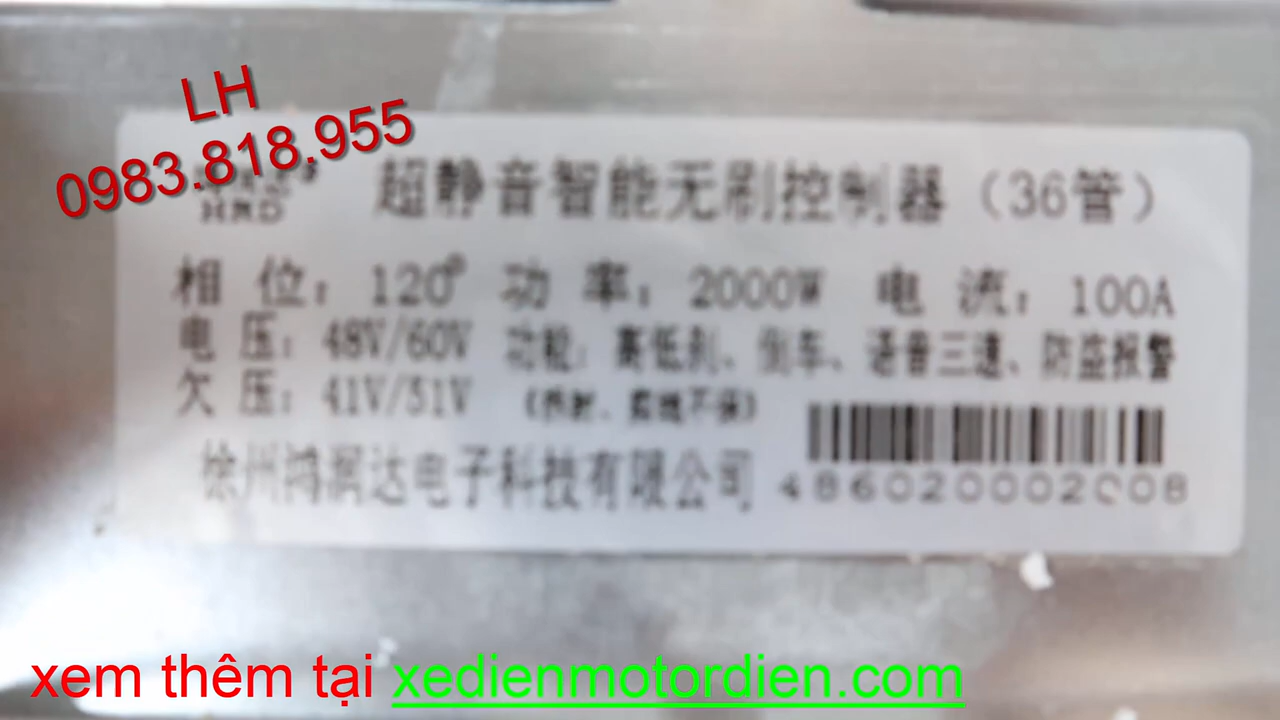 LH
0983.818.955
HRD
超静音智能无刷控制器（36管）
相 位：120° 功 率：2000W 电 流：100A
电 压：48V/60V 功能：高低刹、倒车、语音三速、防盗报警
欠 压：41V/51V
徐州鸿润达电子科技有限公司
xem thêm tại xedienmotordien.com